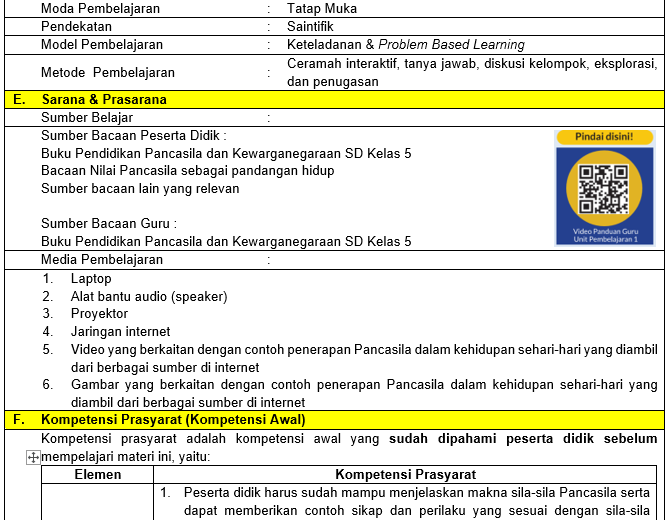 Moda Pembelajaran : Tatap Muka
Pendekatan : Saintifik
Model Pembelajaran : Keteladanan & Problem Based Learning
Metode Pembelajaran : Ceramah interaktif, tanya jawab, diskusi kelompok, eksplorasi,
dan penugasan
E. Sarana & Prasarana
Sumber Belajar :
Sumber Bacaan Peserta Didik :
Buku Pendidikan Pancasila dan Kewarganegaraan SD Kelas 5
Bacaan Nilai Pancasila sebagai pandangan hidup
Sumber bacaan lain yang relevan
Sumber Bacaan Guru :
Buku Pendidikan Pancasila dan Kewarganegaraan SD Kelas 5
Pindai disini!
Video Panduan Guru
Unit Pembelajaran 1
Media Pembelajaran :
1. Laptop
2. Alat bantu audio (speaker)
3. Proyektor
4. Jaringan internet
5. Video yang berkaitan dengan contoh penerapan Pancasila dalam kehidupan sehari-hari yang diambil
dari berbagai sumber di internet
6. Gambar yang berkaitan dengan contoh penerapan Pancasila dalam kehidupan sehari-hari yang
diambil dari berbagai sumber di internet
F. Kompetensi Prasyarat (Kompetensi Awal)
Kompetensi prasyarat adalah kompetensi awal yang sudah dipahami peserta didik sebelum
mempelajari materi ini, yaitu:
Elemen Kompetensi Prasyarat
1. Peserta didik harus sudah mampu menjelaskan makna sila-sila Pancasila serta
dapat memberikan contoh sikap dan perilaku yang sesuai dengan sila-sila